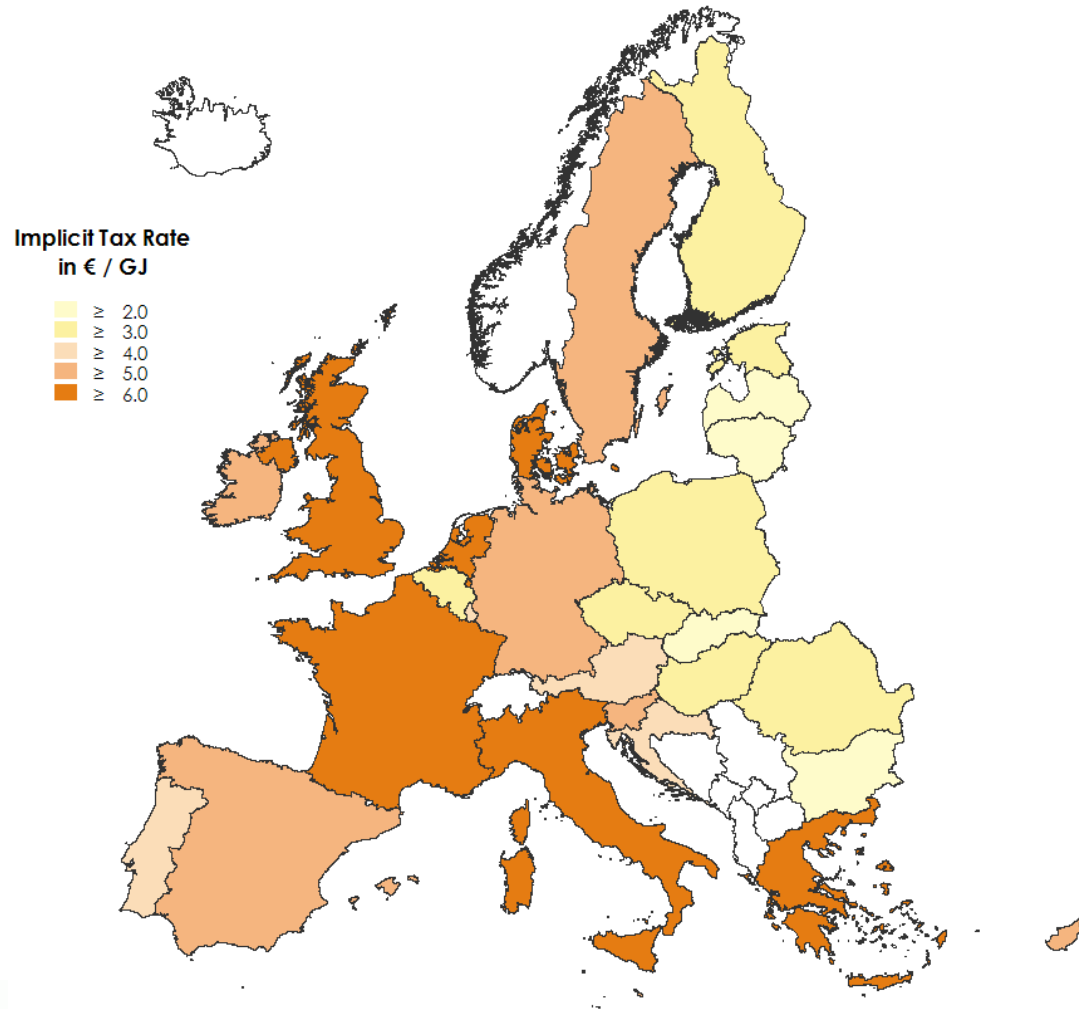 Implicit Tax Rate
in € / GJ
≥ 2.0
≥ 3.0
≥ 4.0
≥ 5.0
≥ 6.0